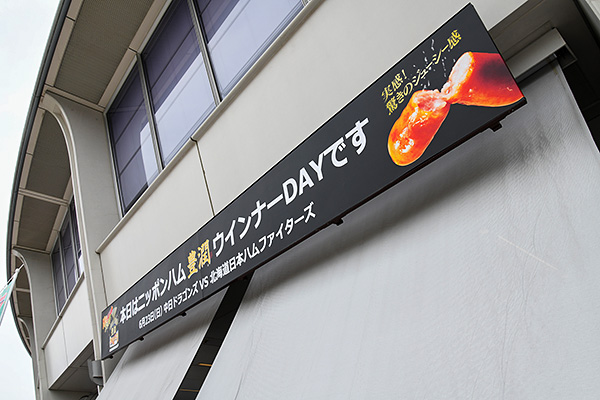 本日はニッポンハム 豊潤 ウインナーDAYです
6月23日(日) 中日ドラゴンズ VS 北海道日本ハムファイターズ
実感!
驚きのジューシー感